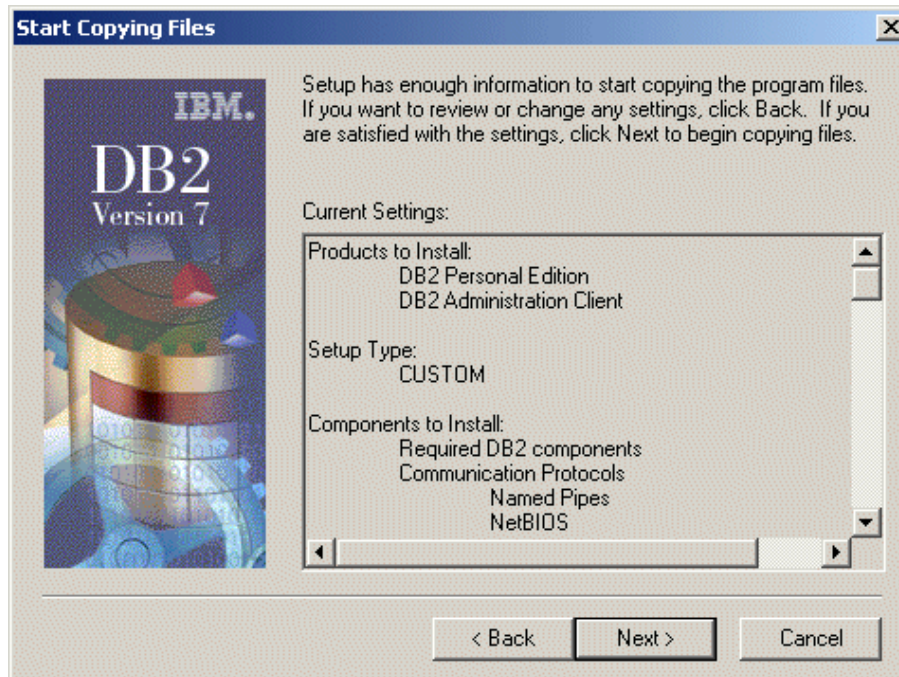 Start Copying Files
IBM.
DB2
Version 7
Setup has enough information to start copying the program files.
If you want to review or change any settings, click Back.  If you
are satisfied with the settings, click Next to begin copying files.
Current Settings:
Products to Install:
DB2 Personal Edition
DB2 Administration Client
Setup Type:
CUSTOM
Components to Install:
Required DB2 components
Communication Protocols
Named Pipes
NetBIOS
< Back
Next >
Cancel